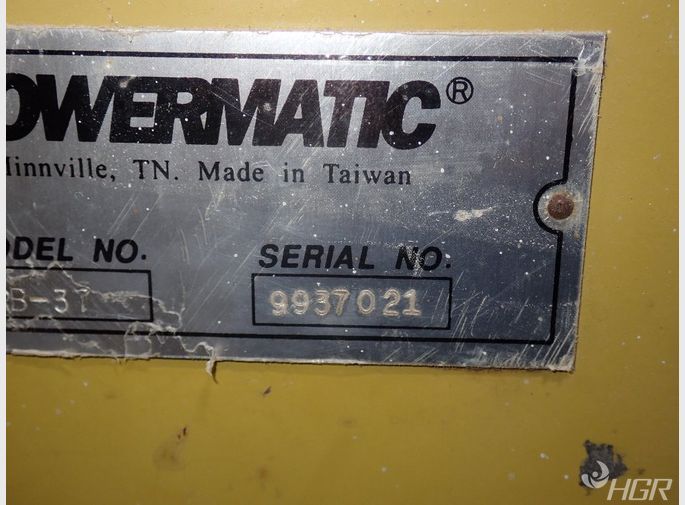 OWERMATIC®
Minnville, TN. Made in Taiwan
ODEL NO. SERIAL NO.
B-37 9937021
HGR